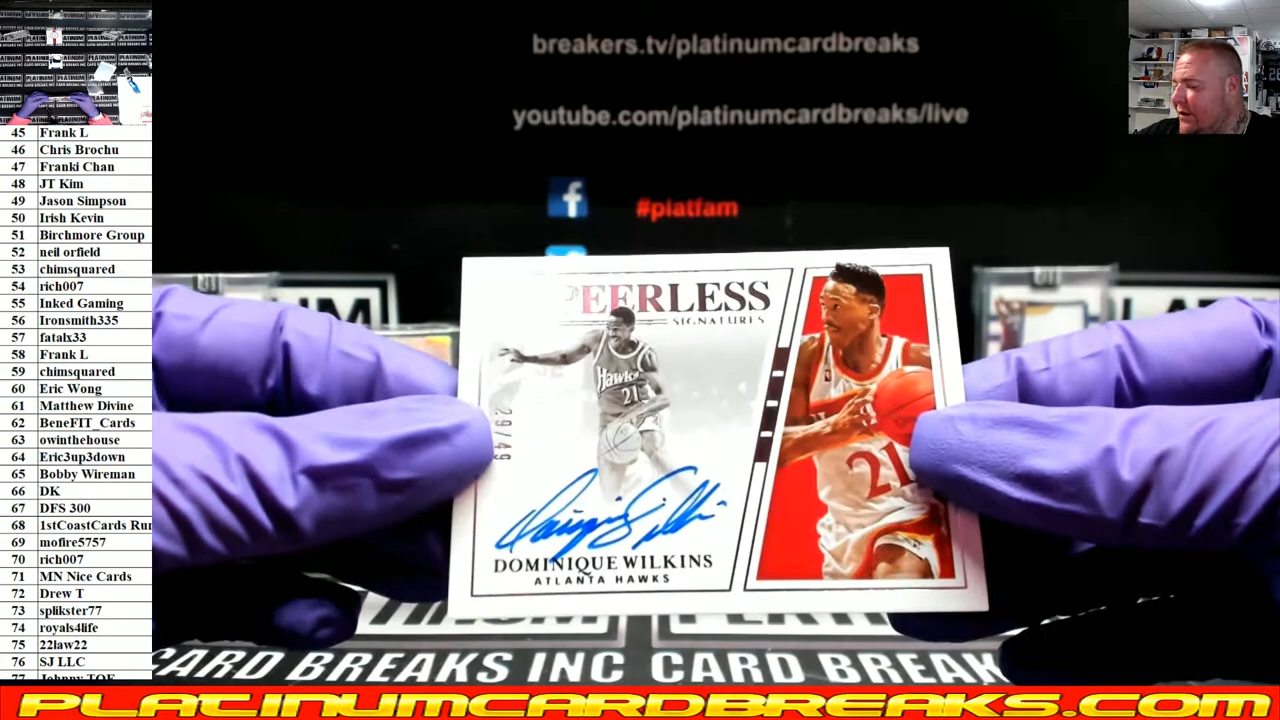 breakers.tv/platinumcardbreaks
youtube.com/platinumcardbreaks/live
#platfam
45 Frank L
46 Chris Brochu
47 Franki Chan
48 JT Kim
49 Jason Simpson
50 Irish Kevin
51 Birchmore Group
52 neil orfield
53 chimsquared
54 rich007
55 Inked Gaming
56 Ironsmith335
57 fatalx33
58 Frank L
59 chimsquared
60 Eric Wong
61 Matthew Divine
62 BeneFIT_Cards
63 owinthehouse
64 Eric3up3down
65 Bobby Wireman
66 DK
67 DFS 300
68 1stCoastCards Run
69 mofire5757
70 rich007
71 MN Nice Cards
72 Drew T
73 splikster77
74 royals4life
75 22law22
76 SJ LLC
77 Johnny TOE
PEERLESS
SIGNATURES
Hawks
21
29/49
21
DOMINIQUE WILKINS
ATLANTA HAWKS
CARD BREAKS INC CARD BREAK
PLATINUMCARDBREAKS.COM